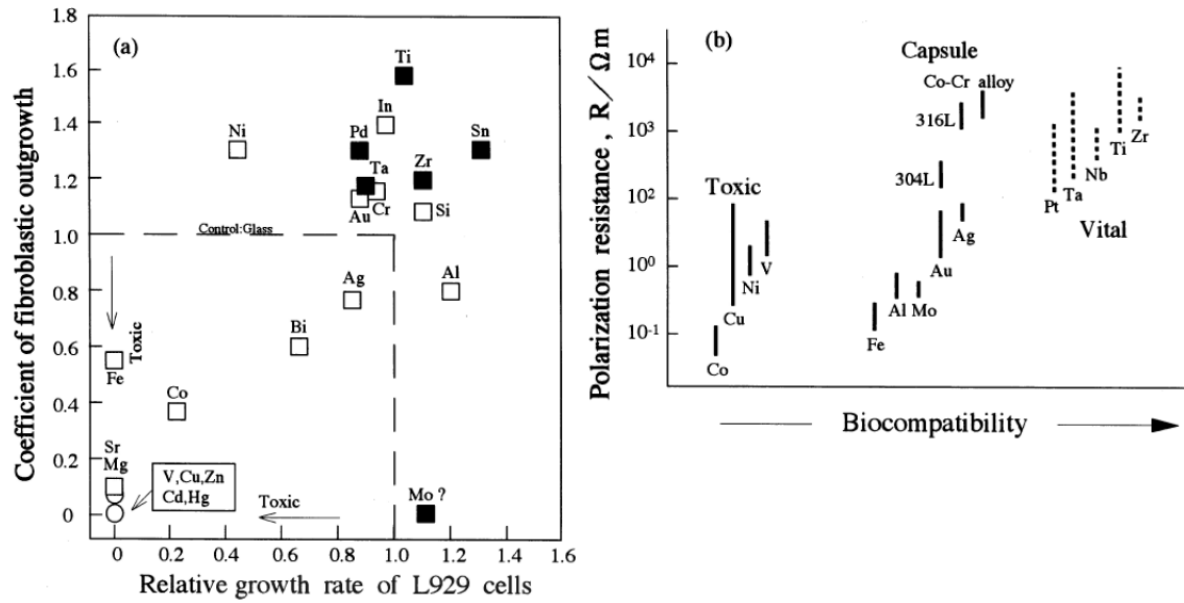 (a)
Coefficient of fibroblastic outgrowth
1.8
1.6
1.4
1.2
1.0
0.8
0.6
0.4
0.2
0
Ti
In
Ni
Pd
Sn
Ta
Zr
Au
Cr
Si
Control:Glass
Ag
Al
Bi
Toxic
Fe
Co
Sr
Mg
V,Cu,Zn
Cd,Hg
Toxic
Mo ?
0 0.2 0.4 0.6 0.8 1.0 1.2 1.4 1.6
Relative growth rate of L929 cells
(b)
Polarization resistance , R/Ωm
10⁴
10²
10⁰
10⁻¹
Capsule
Co-Cr alloy
316L
304L
Toxic
Ti
Zr
Nb
Ta
Pt
Vital
Ag
Au
V
Ni
Cu
Al
Mo
Fe
Co
Biocompatibility